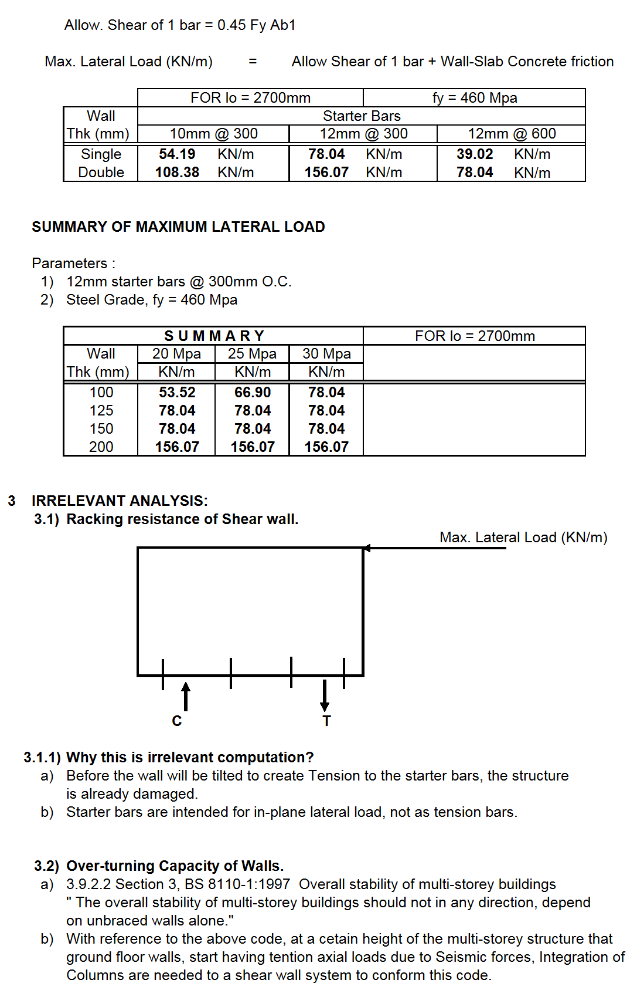 Allow. Shear of 1 bar = 0.45 Fy Ab1
Max. Lateral Load (KN/m) = Allow Shear of 1 bar + Wall-Slab Concrete friction
FOR lo = 2700mm fy = 460 Mpa
Wall Starter Bars
Thk (mm) 10mm @ 300 12mm @ 300 12mm @ 600
Single 54.19 KN/m 78.04 KN/m 39.02 KN/m
Double 108.38 KN/m 156.07 KN/m 78.04 KN/m
SUMMARY OF MAXIMUM LATERAL LOAD
Parameters :
1) 12mm starter bars @ 300mm O.C.
2) Steel Grade, fy = 460 Mpa
S U M M A R Y FOR lo = 2700mm
Wall 20 Mpa 25 Mpa 30 Mpa
Thk (mm) KN/m KN/m KN/m
100 53.52 66.90 78.04
125 78.04 78.04 78.04
150 78.04 78.04 78.04
200 156.07 156.07 156.07
3 IRRELEVANT ANALYSIS:
3.1) Racking resistance of Shear wall.
Max. Lateral Load (KN/m)
C T
3.1.1) Why this is irrelevant computation?
a) Before the wall will be tilted to create Tension to the starter bars, the structure
is already damaged.
b) Starter bars are intended for in-plane lateral load, not as tension bars.
3.2) Over-turning Capacity of Walls.
a) 3.9.2.2 Section 3, BS 8110-1:1997 Overall stability of multi-storey buildings
" The overall stability of multi-storey buildings should not in any direction, depend
on unbraced walls alone."
b) With reference to the above code, at a cetain height of the multi-storey structure that
ground floor walls, start having tention axial loads due to Seismic forces, Integration of
Columns are needed to a shear wall system to conform this code.